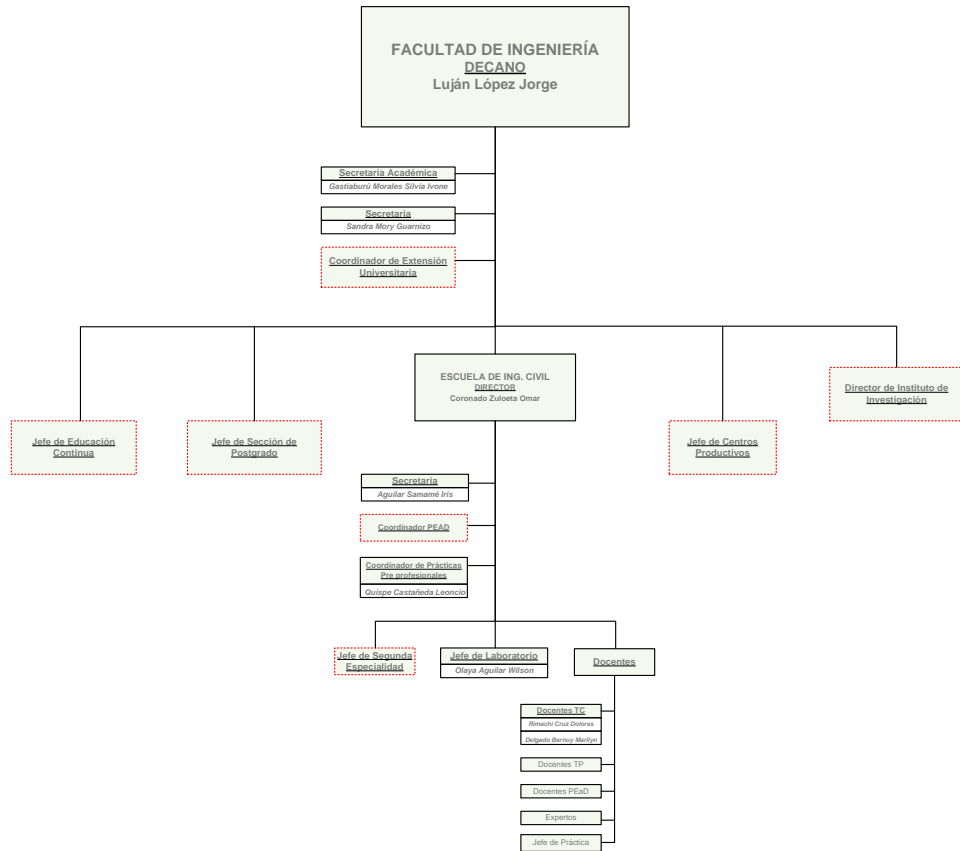 FACULTAD DE INGENIERÍA
DECANO
Luján López Jorge
Secretaria Académica
Gastiaburú Morales Silvia Ivone
Secretaria
Sandra Mory Guarnizo
Coordinador de Extensión
Universitaria
ESCUELA DE ING. CIVIL
DIRECTOR
Coronado Zuloeta Omar
Director de Instituto de
Investigación
Jefe de Educación
Continua
Jefe de Sección de
Postgrado
Jefe de Centros
Productivos
Secretaria
Aguilar Samamé Iris
Coordinador PEAD
Coordinador de Prácticas
Pre profesionales
Quispe Castañeda Leoncio
Jefe de Segunda
Especialidad
Jefe de Laboratorio
Olaya Aguilar Wilson
Docentes
Docentes TC
Rimachi Cruz Dolores
Delgado Bernuy Marilyn
Docentes TP
Docentes PEaD
Expertos
Jefe de Práctica